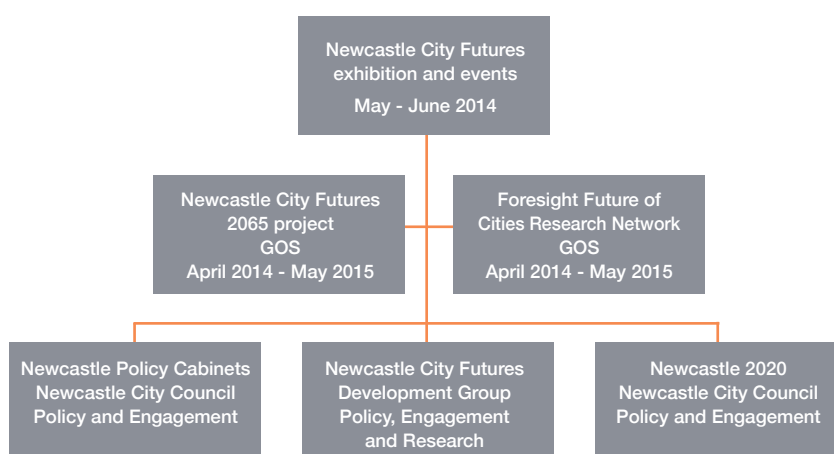 Newcastle City Futures
exhibition and events
May - June 2014
Newcastle City Futures
2065 project
GOS
April 2014 - May 2015
Foresight Future of
Cities Research Network
GOS
April 2014 - May 2015
Newcastle Policy Cabinets
Newcastle City Council
Policy and Engagement
Newcastle City Futures
Development Group
Policy, Engagement
and Research
Newcastle 2020
Newcastle City Council
Policy and Engagement